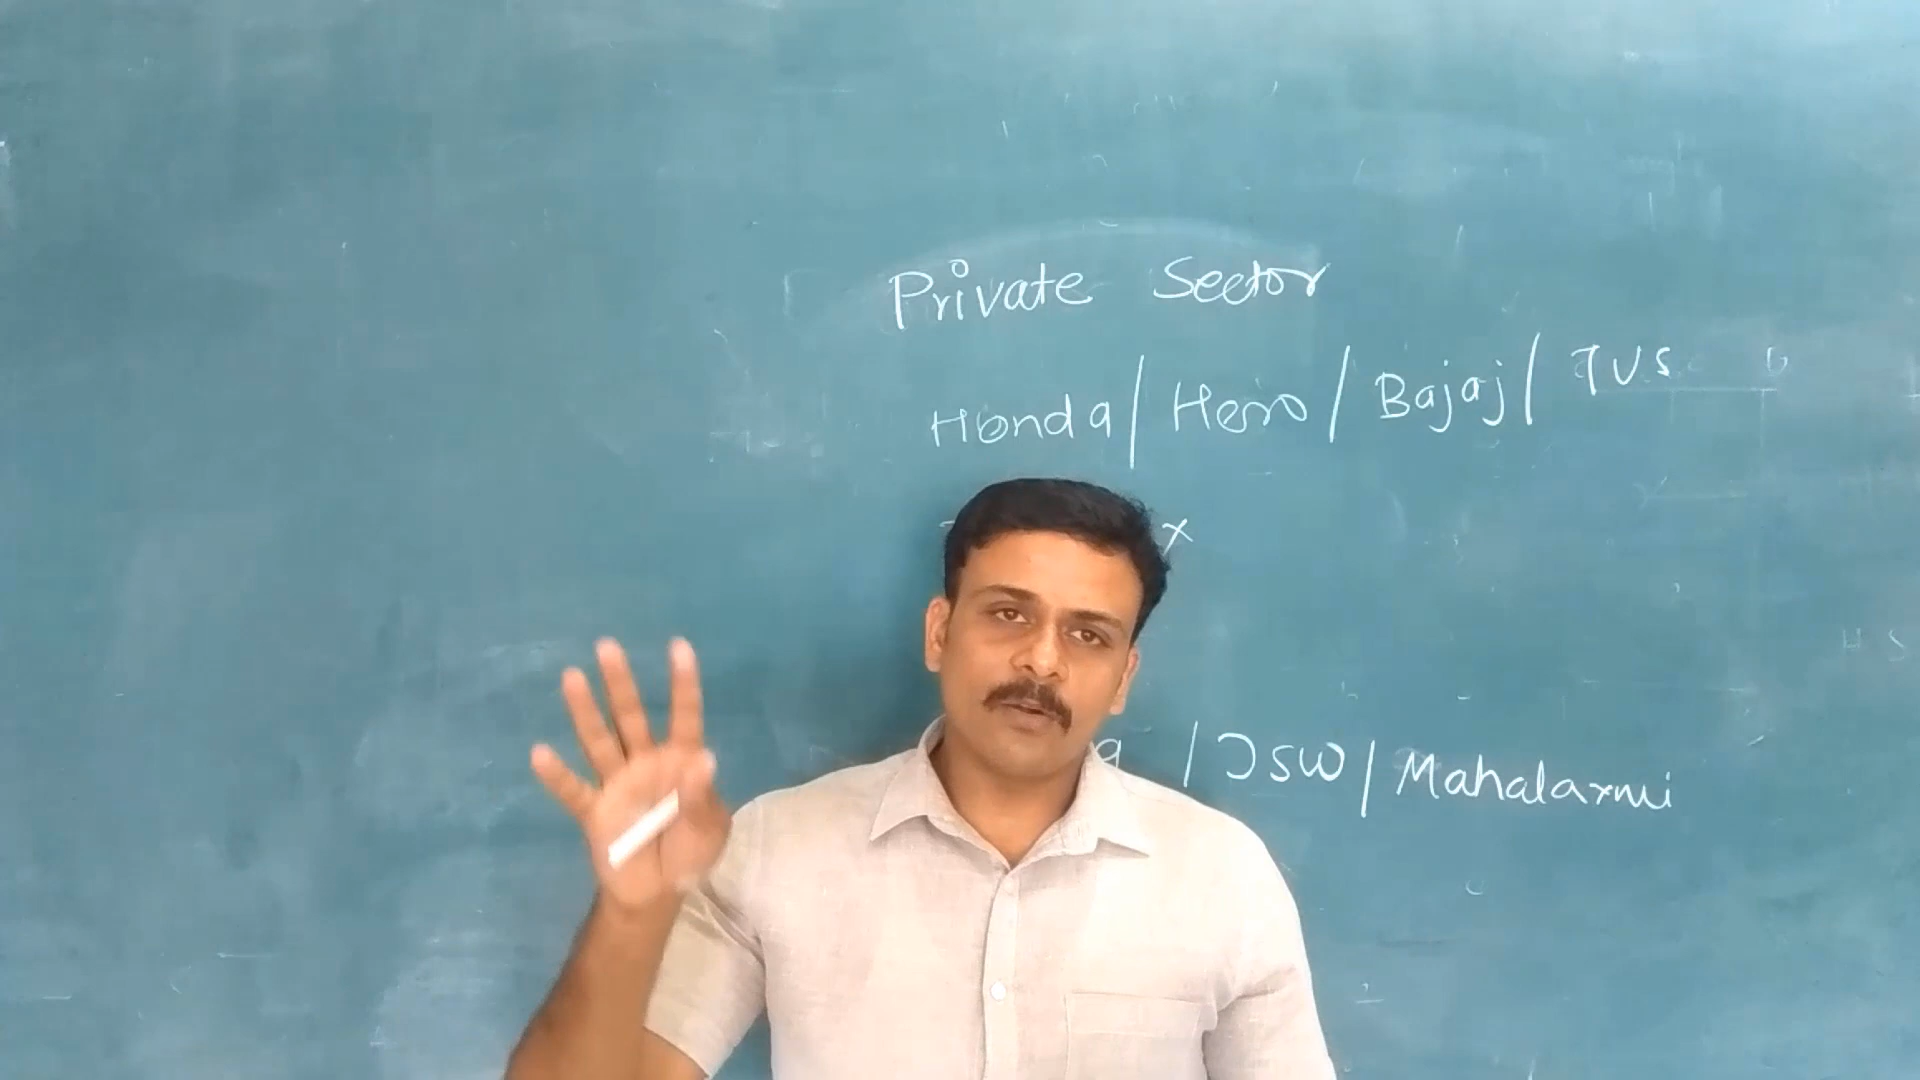 Private Sector
Honda / Hero / Bajaj / TVS
x
/ JSW / Mahalaxmi